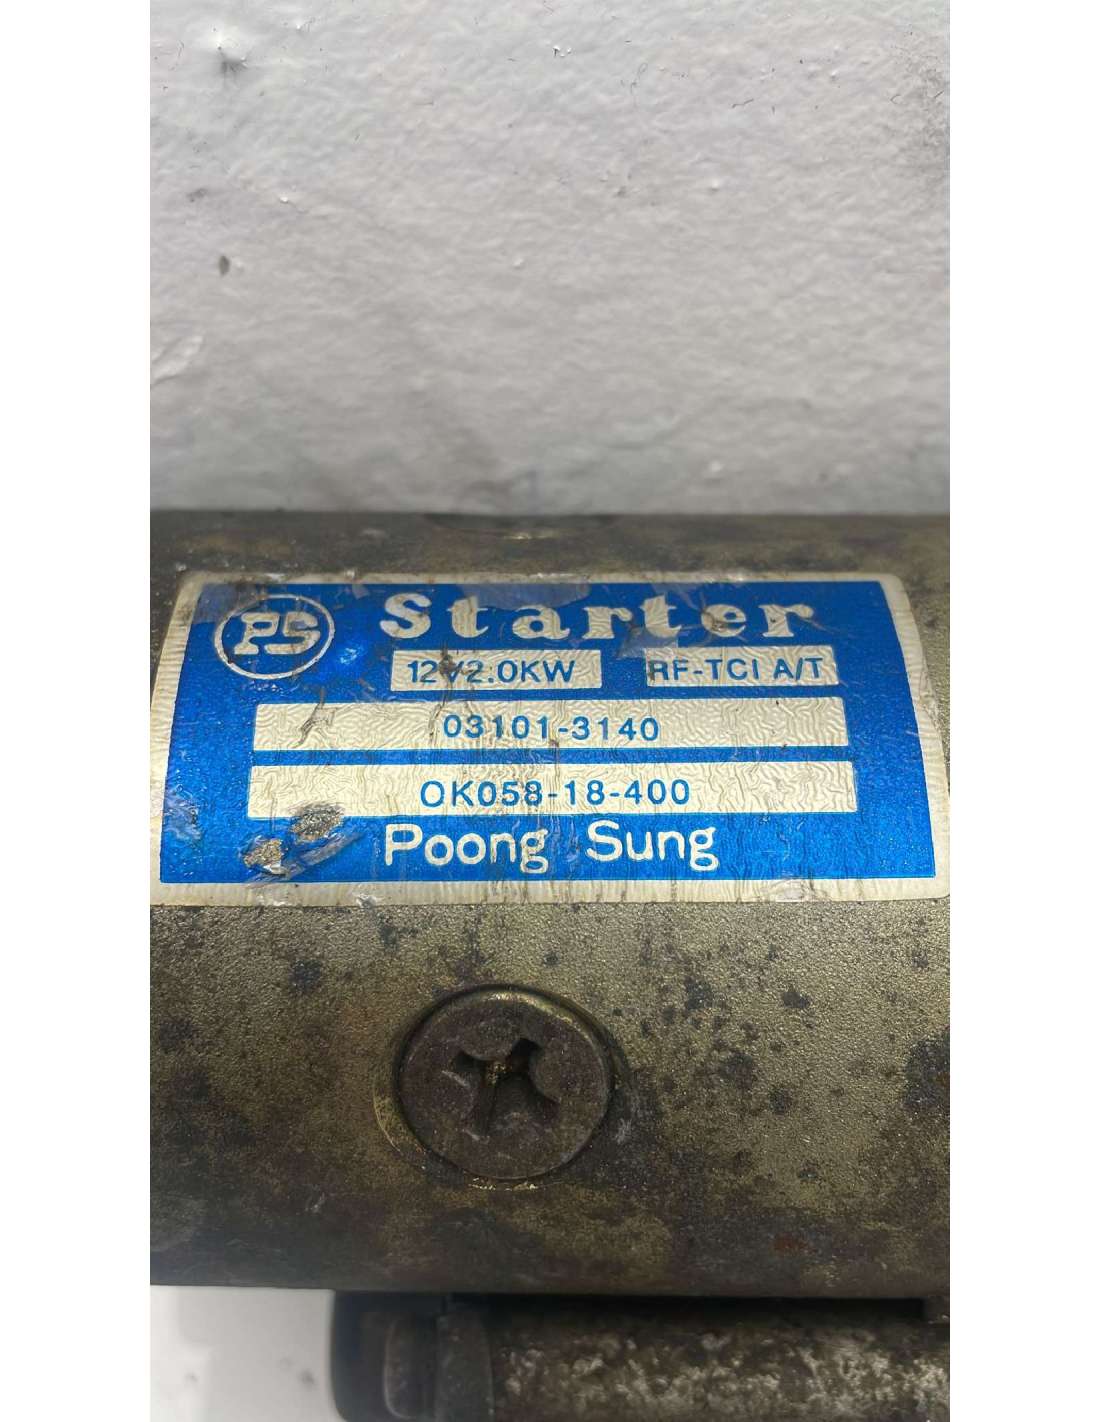 PS Starter
12V2.0KW RF-TCI A/T
03101-3140
OK058-18-400
Poong Sung